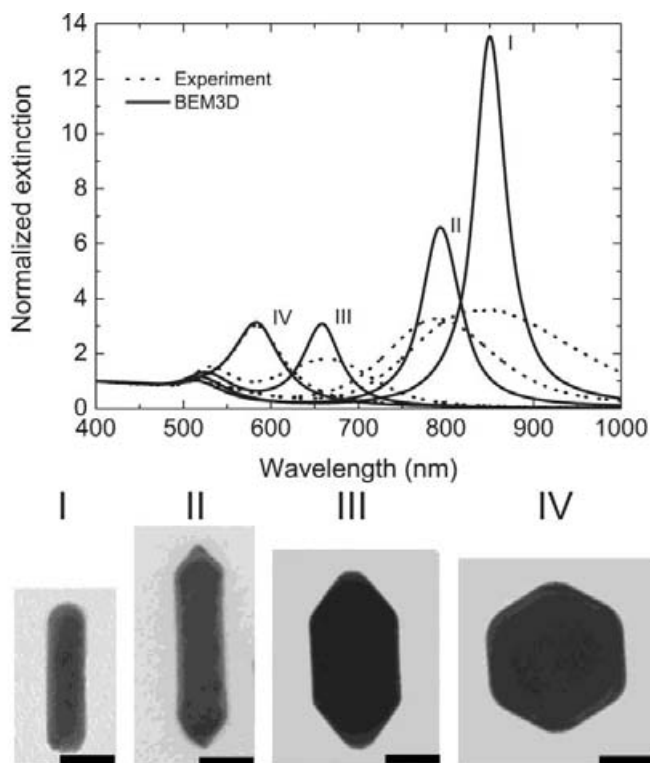 14
12
10
8
6
4
2
0
Normalized extinction
Experiment
BEM3D
I
II
III
IV
400 500 600 700 800 900 1000
Wavelength (nm)
I II III IV